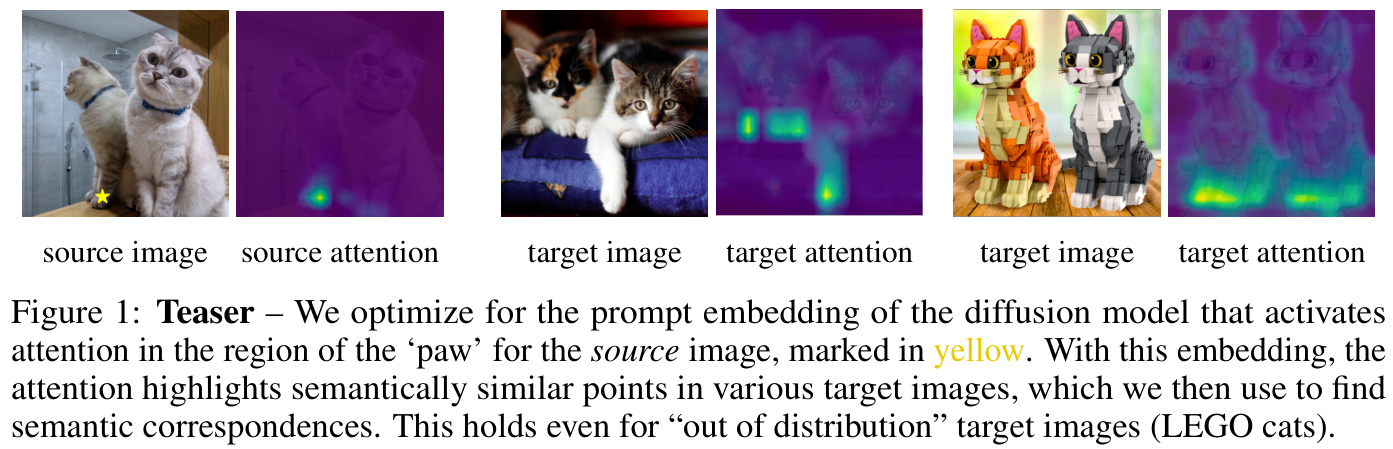 source image source attention target image target attention target image target attention
Figure 1: Teaser – We optimize for the prompt embedding of the diffusion model that activates
attention in the region of the ‘paw’ for the source image, marked in yellow. With this embedding, the
attention highlights semantically similar points in various target images, which we then use to find
semantic correspondences. This holds even for “out of distribution” target images (LEGO cats).